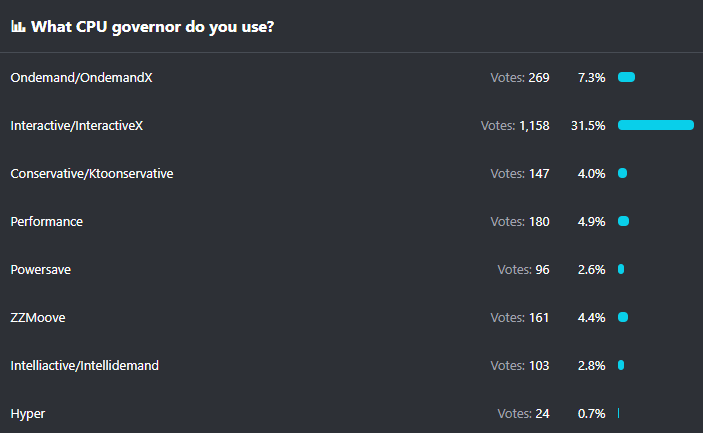 What CPU governor do you use?
Ondemand/OndemandX Votes: 269 7.3%
Interactive/InteractiveX Votes: 1,158 31.5%
Conservative/Ktoonservative Votes: 147 4.0%
Performance Votes: 180 4.9%
Powersave Votes: 96 2.6%
ZZMoove Votes: 161 4.4%
Intelliactive/Intellidemand Votes: 103 2.8%
Hyper Votes: 24 0.7%